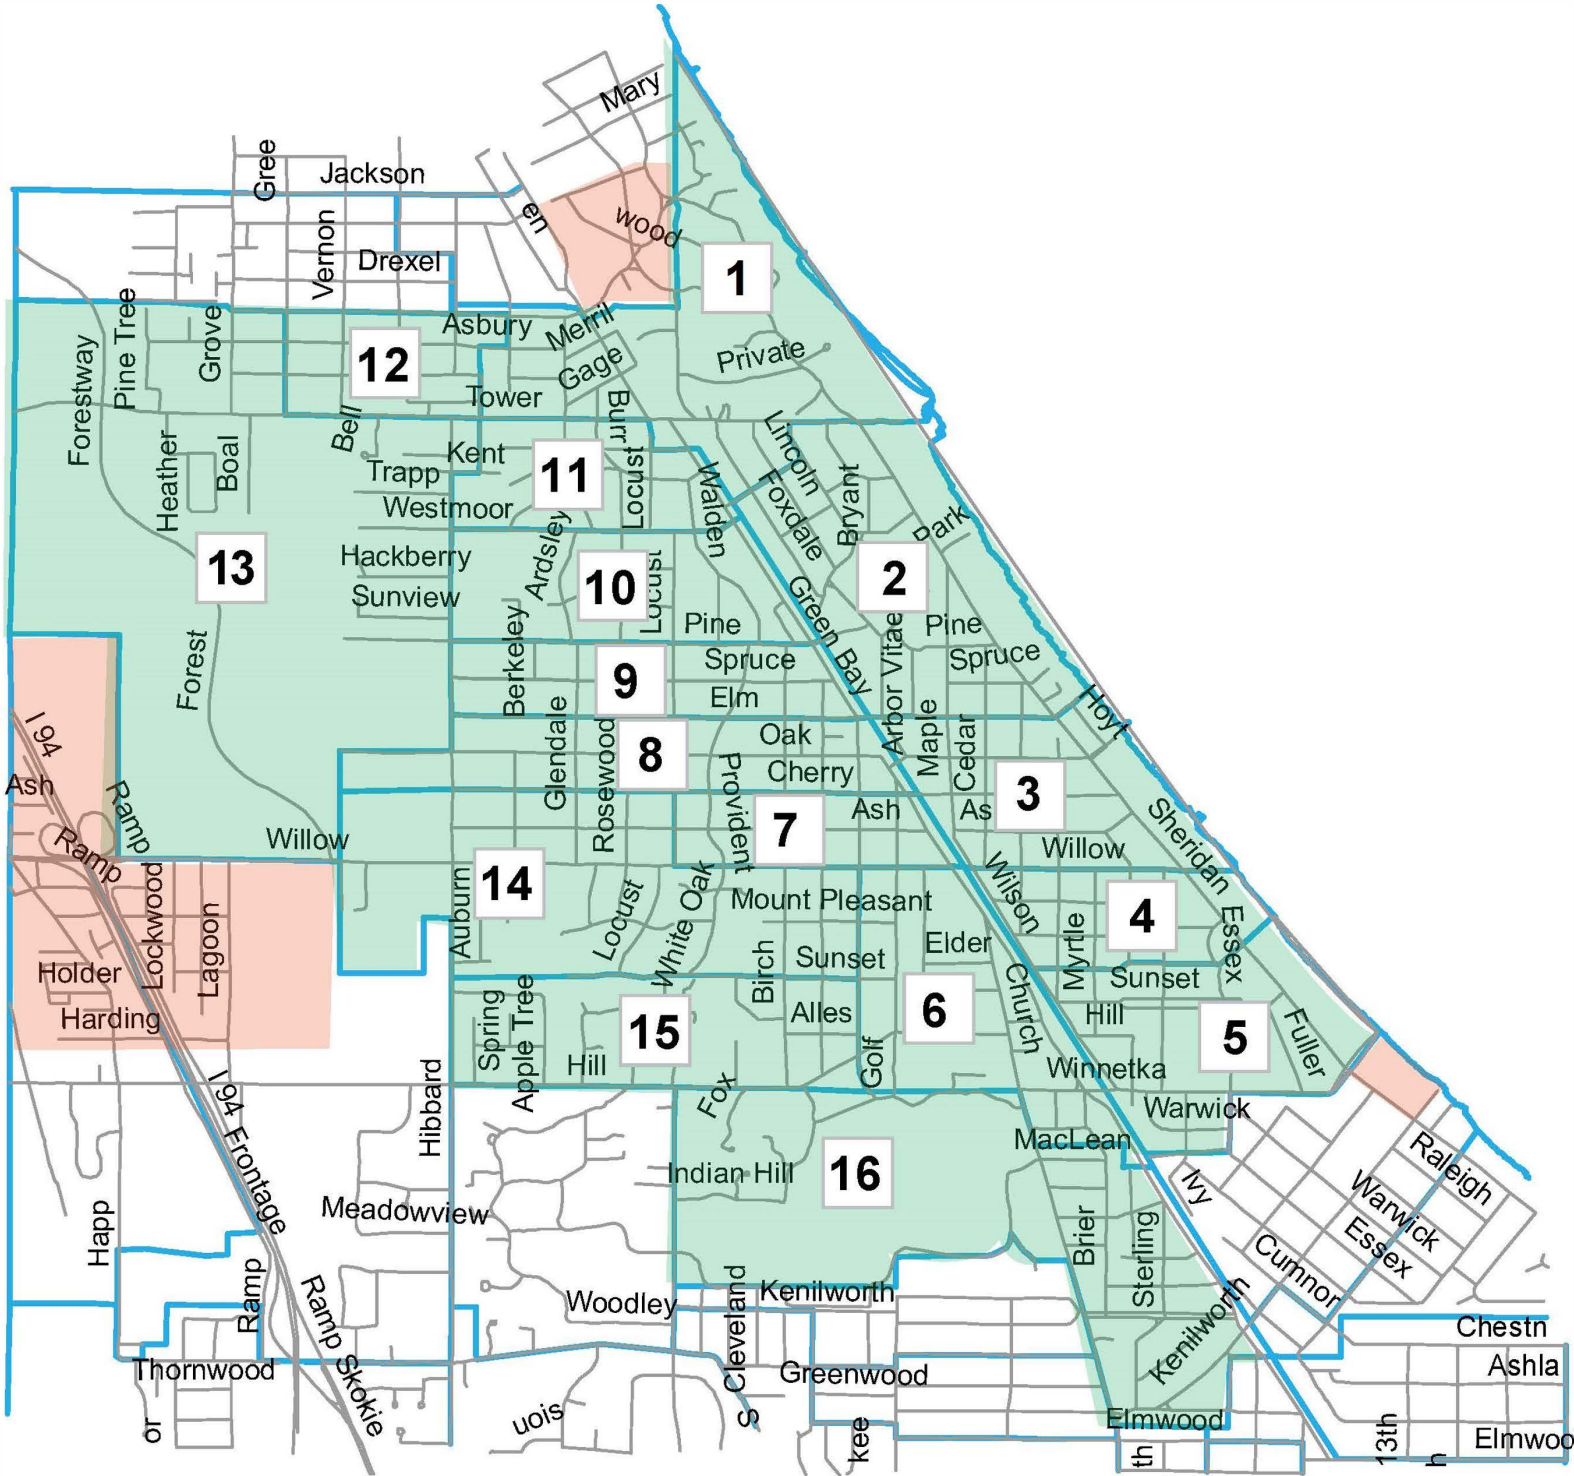 Mary
Gree
Jackson
wood
en
Vernon
Drexel
1
Pine Tree
Grove
Asbury
Merril
Forestway
12
Gage
Private
Tower
Bell
Burr
Lincoln
Heather
Boal
Kent
Trapp
11
Locust
Walden
Foxdale
Bryant
Westmoor
Park
Ardsley
Hackberry
13
10
Locust
2
Sunview
Green Bay
Berkeley
Pine
Arbor Vitae
Pine
Forest
9
Spruce
Spruce
Elm
Hoyt
I 94
Glendale
Rosewood
8
Oak
Maple
Cedar
Cherry
Provident
Ash
Ramp
3
7
Ash
As
Sheridan
Ramp
Willow
Willow
Lockwood
Auburn
14
White Oak
Mount Pleasant
Wilson
4
Essex
Lagoon
Locust
Myrtle
Holder
Birch
Sunset
Elder
Church
Sunset
Harding
Spring
Apple Tree
15
Alles
6
Hill
5
Fuller
Hill
Golf
Winnetka
I 94 Frontage
Hibbard
Fox
Warwick
MacLean
Raleigh
Indian Hill
16
Ivy
Warwick
Happ
Meadowview
Brier
Sterling
Essex
Ramp
Ramp
Cumnor
Woodley
S Cleveland
Kenilworth
Kenilworth
Chestn
Thornwood
Skokie
Greenwood
Ashla
or
uois
kee
Elmwood
th
13th
h
Elmwoo